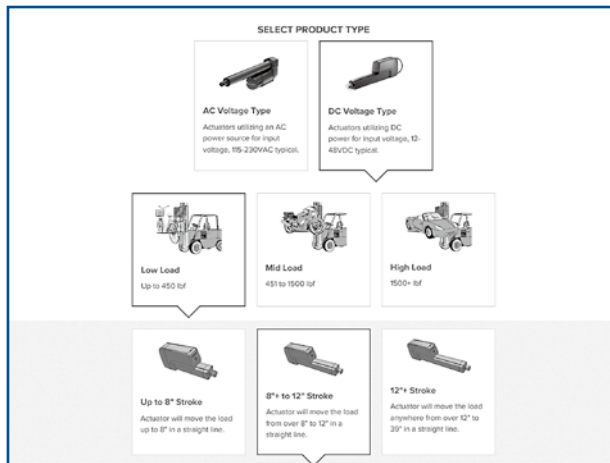 SELECT PRODUCT TYPE
AC Voltage Type
Actuators utilizing an AC
power source for input
voltage, 115-230VAC typical.
DC Voltage Type
Actuators utilizing DC
power for input voltage, 12-
48VDC typical.
Low Load
Up to 450 lbf
Mid Load
451 to 1500 lbf
High Load
1500+ lbf
Up to 8" Stroke
Actuator will move the load
up to 8" in a straight line.
8"+ to 12" Stroke
Actuator will move the load
from over 8" to 12" in a
straight line.
12"+ Stroke
Actuator will move the load
anywhere from over 12" to
39" in a straight line.